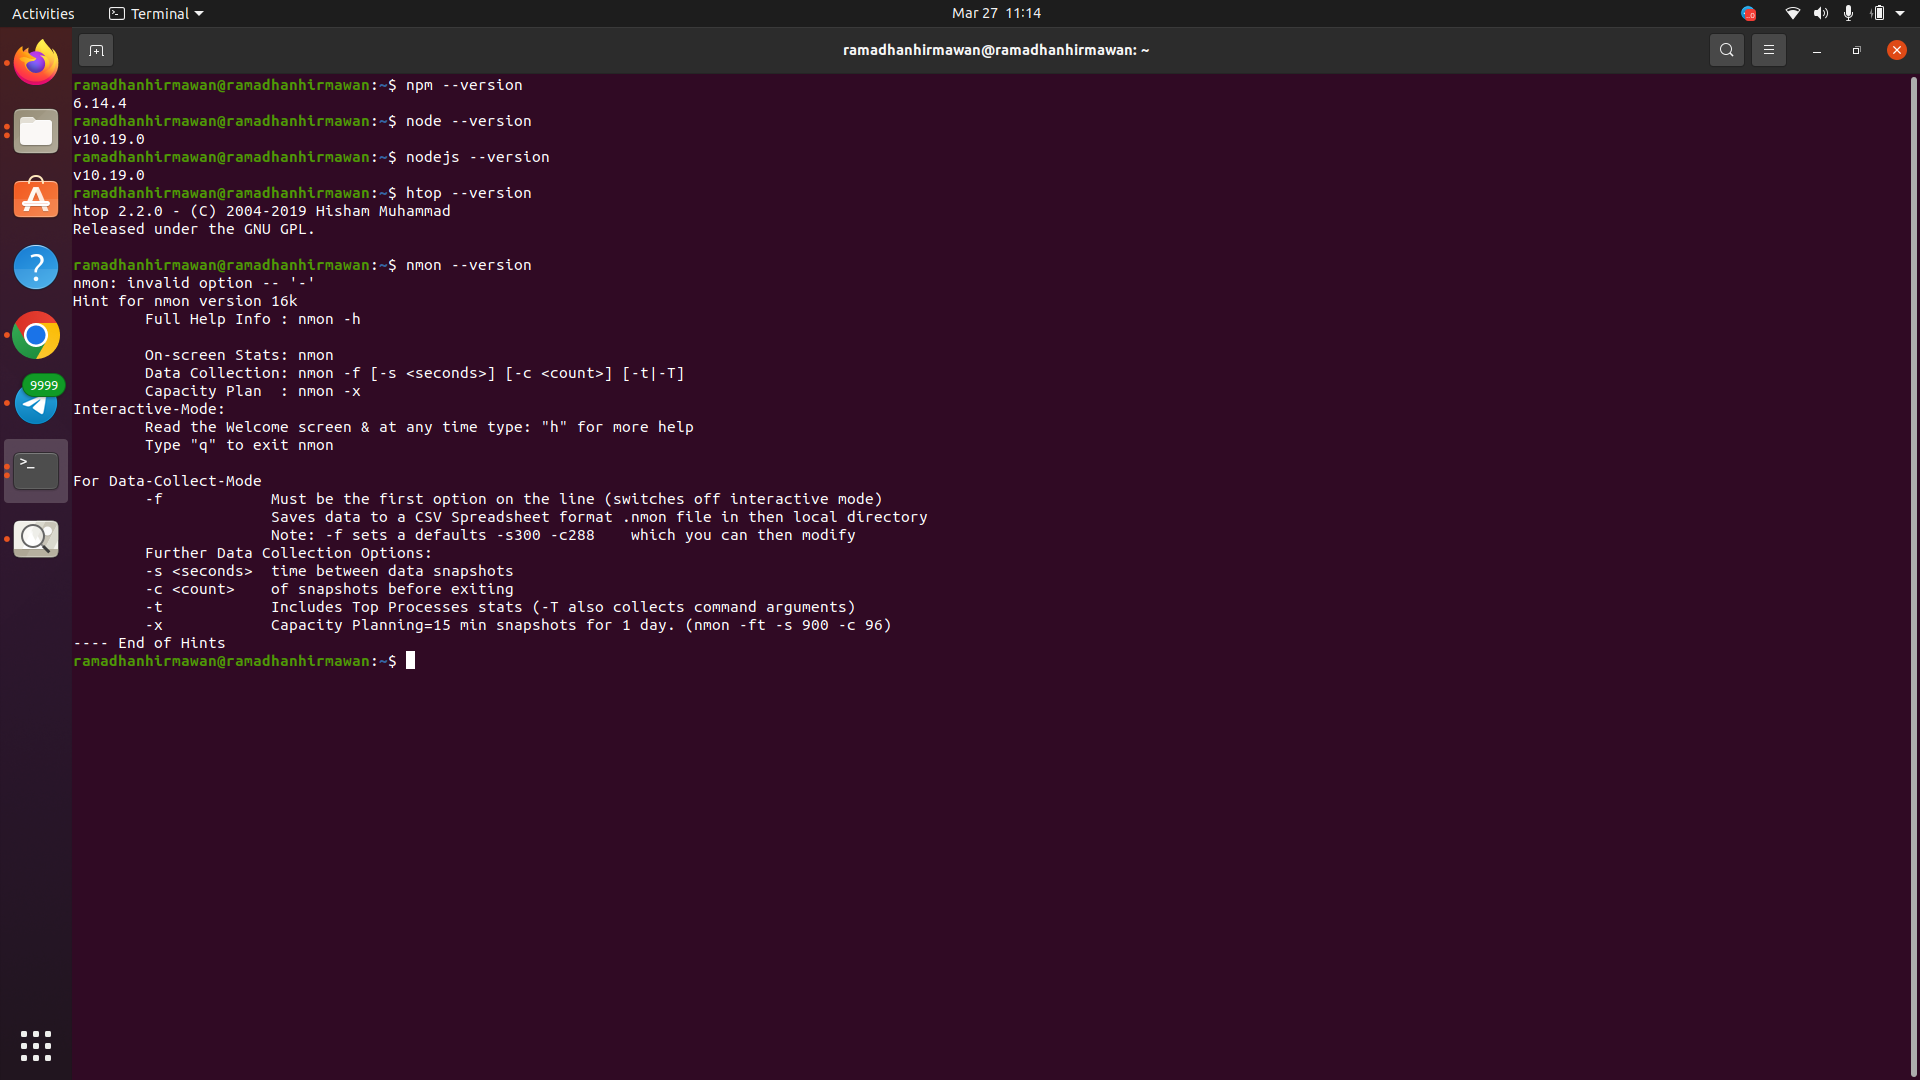 Activities
Terminal
Mar 27 11:14
ramadhanhirmawan@ramadhanhirmawan: ~
ramadhanhirmawan@ramadhanhirmawan:~$ npm --version
6.14.4
ramadhanhirmawan@ramadhanhirmawan:~$ node --version
v10.19.0
ramadhanhirmawan@ramadhanhirmawan:~$ nodejs --version
v10.19.0
ramadhanhirmawan@ramadhanhirmawan:~$ htop --version
htop 2.2.0 - (C) 2004-2019 Hisham Muhammad
Released under the GNU GPL.
ramadhanhirmawan@ramadhanhirmawan:~$ nmon --version
nmon: invalid option -- '-'
Hint for nmon version 16k
Full Help Info : nmon -h
On-screen Stats: nmon
Data Collection: nmon -f [-s <seconds>] [-c <count>] [-t|-T]
Capacity Plan  : nmon -x
Interactive-Mode:
Read the Welcome screen & at any time type: "h" for more help
Type "q" to exit nmon
For Data-Collect-Mode
-f            Must be the first option on the line (switches off interactive mode)
Saves data to a CSV Spreadsheet format .nmon file in then local directory
Note: -f sets a defaults -s300 -c288    which you can then modify
Further Data Collection Options:
-s <seconds>  time between data snapshots
-c <count>    of snapshots before exiting
-t            Includes Top Processes stats (-T also collects command arguments)
-x            Capacity Planning=15 min snapshots for 1 day. (nmon -ft -s 900 -c 96)
---- End of Hints
ramadhanhirmawan@ramadhanhirmawan:~$
9999